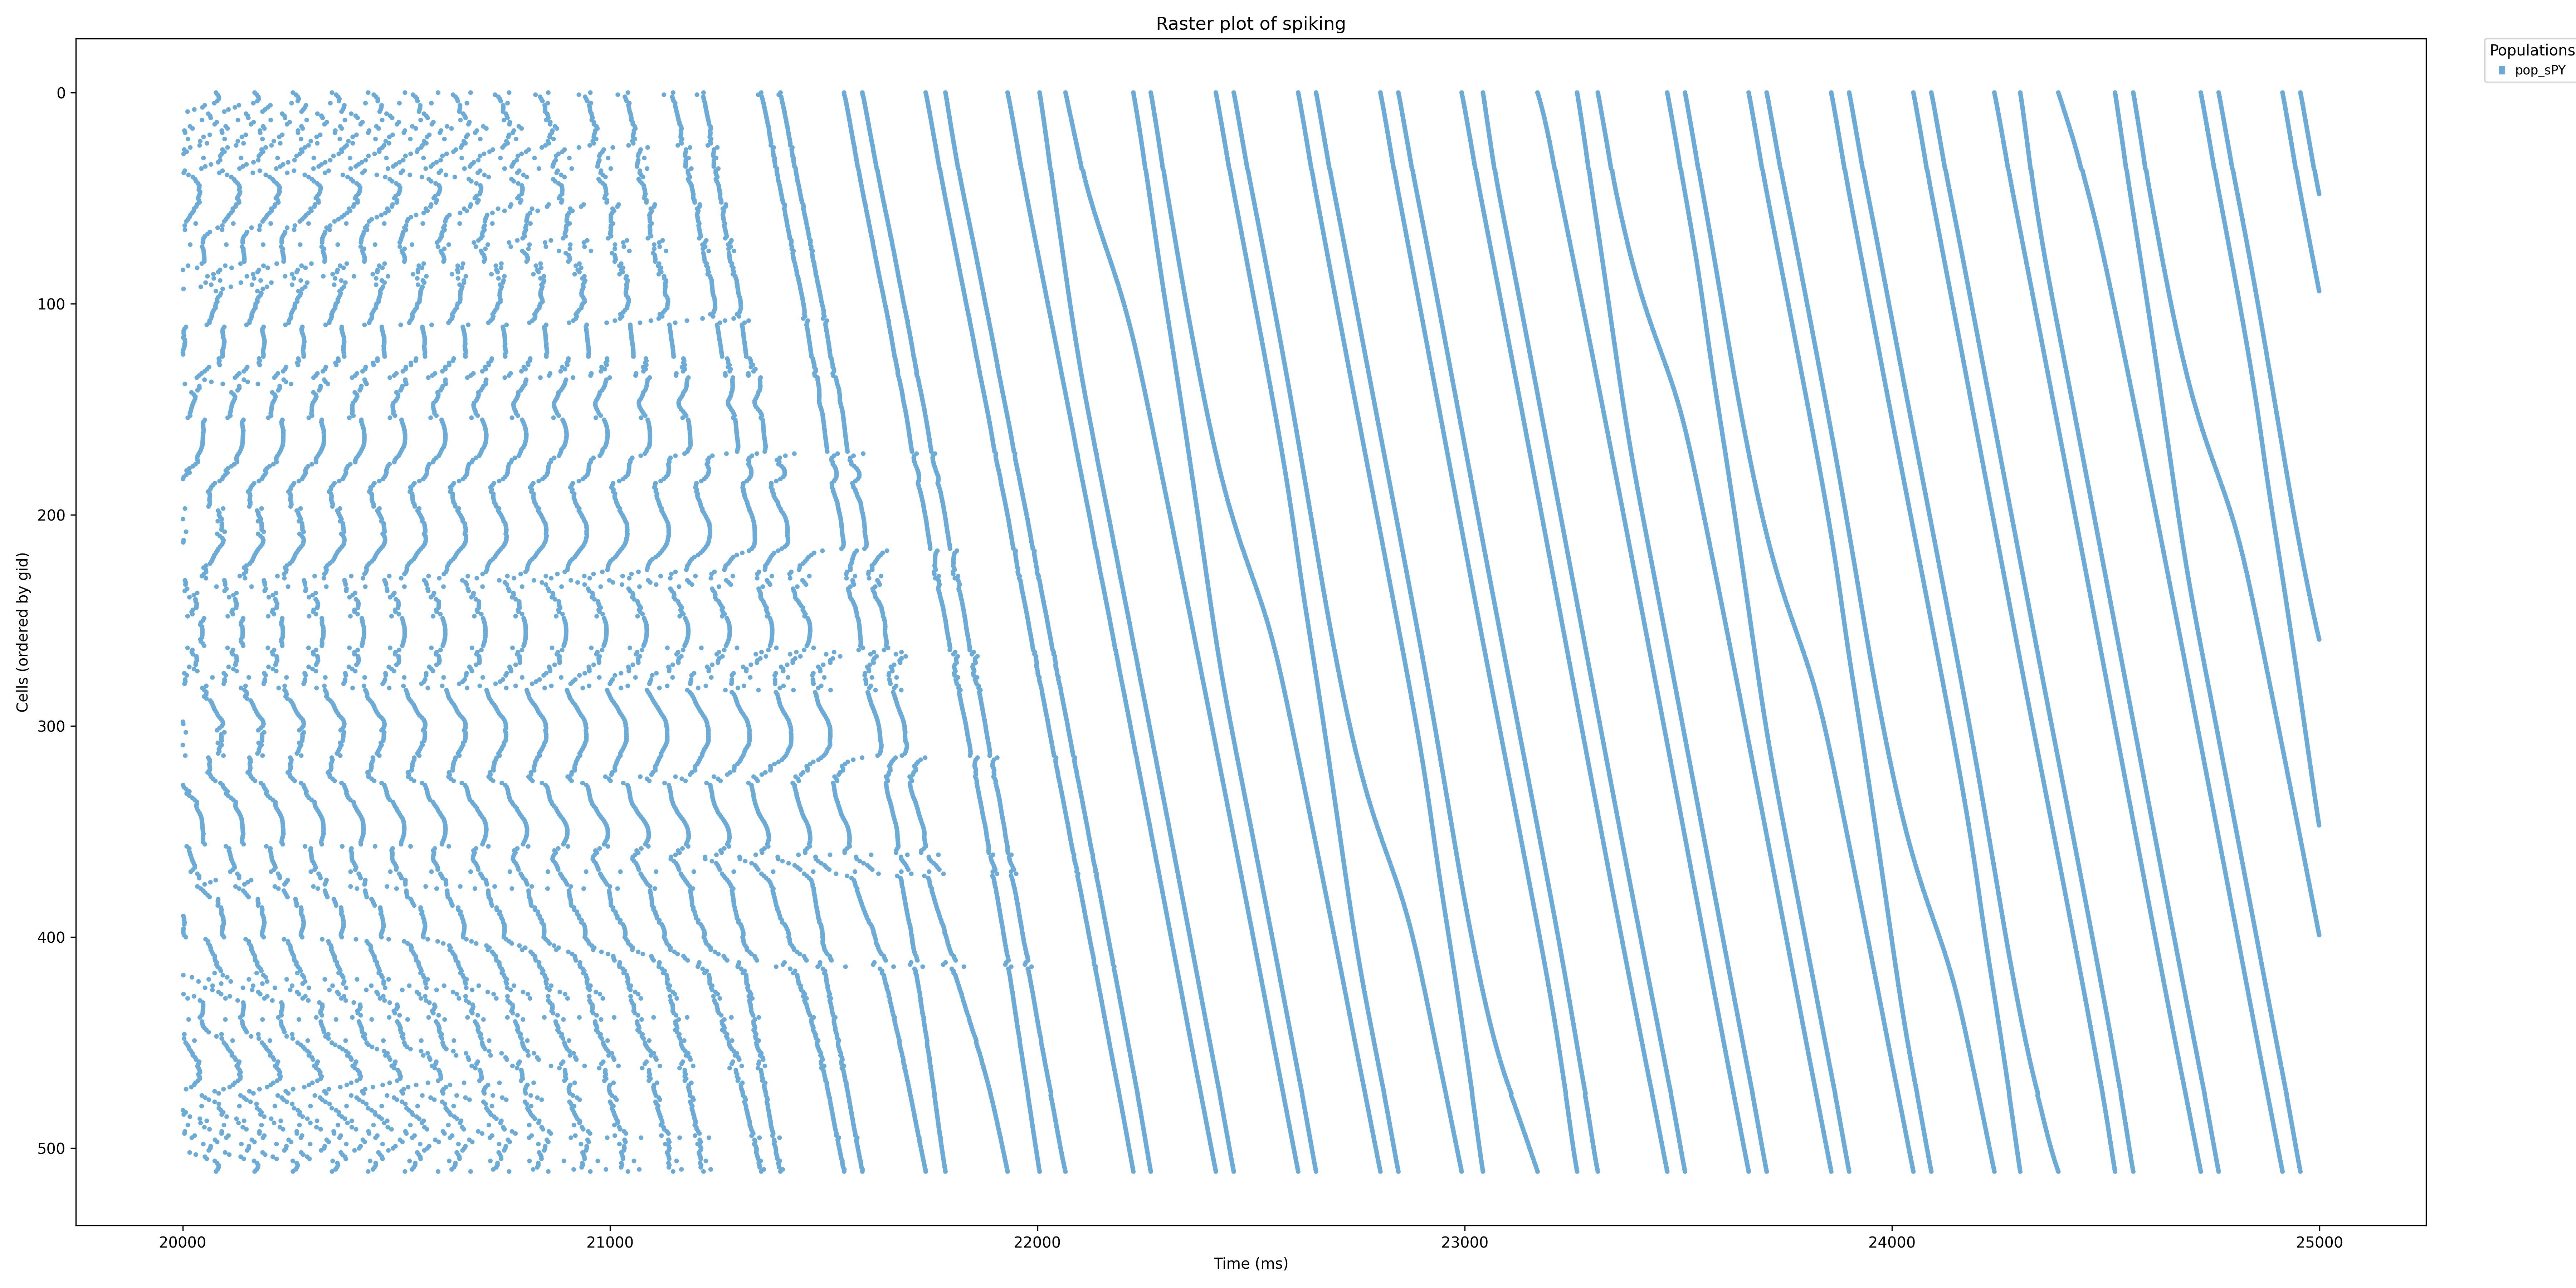 Raster plot of spiking
Populations
pop_sPY
0
100
200
300
400
500
Cells (ordered by gid)
20000
21000
22000
23000
24000
25000
Time (ms)